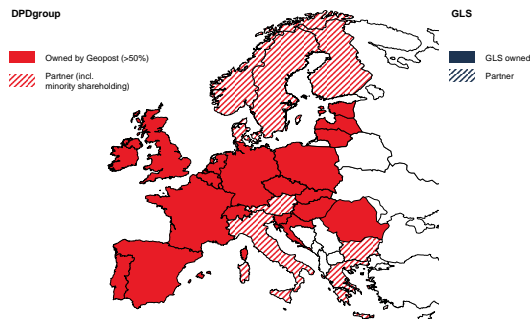 DPDgroup
GLS
Owned by Geopost (>50%)
Partner (incl.
minority shareholding)
GLS owned
Partner